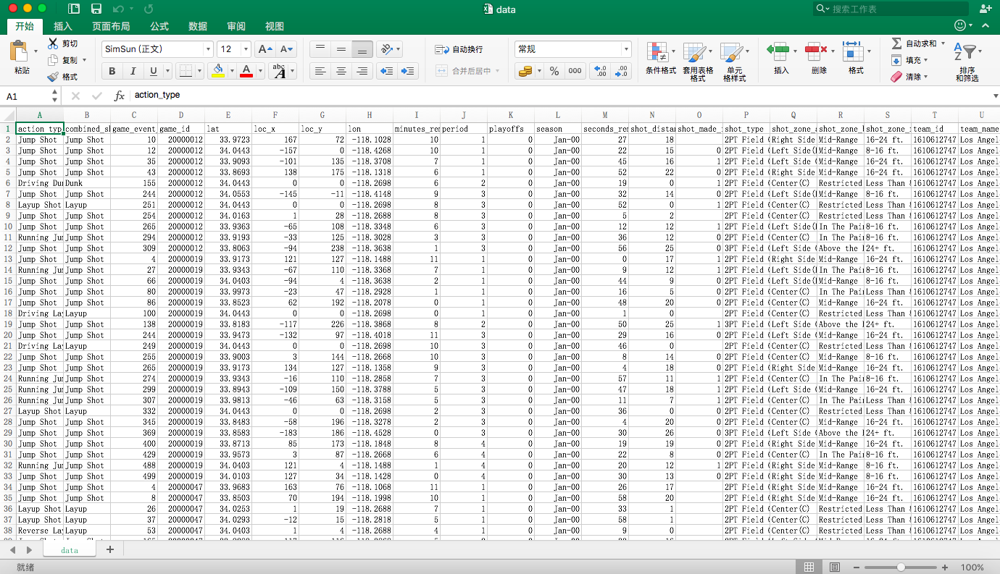 data
搜索工作表
开始 插入 页面布局 公式 数据 审阅 视图
粘贴 剪切 复制 格式
SimSun (正文) 12 A A
B I U A abc A
自动换行
合并后居中
常规
% 000 .00 .00
条件格式 套用表格格式 单元格样式
插入 删除 格式
自动求和 填充 清除
排序和筛选
A1 fx action_type
A B C D E F G H I J K L M N O P Q R S T U
1 action_typ combined_s game_event_ game_id lat loc_x loc_y lon minutes_re period playoffs season seconds_re shot_distan shot_made_ shot_type shot_zone_a shot_zone_ shot_zone_ team_id team_name
2 Jump Shot Jump Shot 10 20000012 33.9723 167 72 -118.1028 10 1 0 Jan-00 27 18 2PT Field Right Side Mid-Range 16-24 ft. 1610612747 Los Angel
3 Jump Shot Jump Shot 12 20000012 34.0443 -157 0 -118.4268 10 1 0 Jan-00 22 15 0 2PT Field Left Side( Mid-Range 8-16 ft. 1610612747 Los Angel
4 Jump Shot Jump Shot 35 20000012 33.9093 -101 135 -118.3708 7 1 0 Jan-00 45 16 1 2PT Field Left Side Mid-Range 16-24 ft. 1610612747 Los Angel
5 Jump Shot Jump Shot 43 20000012 33.8693 138 175 -118.1318 6 1 0 Jan-00 52 22 0 2PT Field Right Side Mid-Range 16-24 ft. 1610612747 Los Angel
6 Driving Du Dunk 155 20000012 34.0443 0 0 -118.2698 6 2 0 Jan-00 19 0 1 2PT Field Center(C) Restricted Less Than 1610612747 Los Angel
7 Jump Shot Jump Shot 244 20000012 34.0553 -145 -11 -118.4148 9 3 0 Jan-00 32 14 0 2PT Field Left Side( Mid-Range 8-16 ft. 1610612747 Los Angel
8 Layup Shot Layup 251 20000012 34.0443 0 0 -118.2698 8 3 0 Jan-00 52 0 1 2PT Field Center(C) Restricted Less Than 1610612747 Los Angel
9 Jump Shot Jump Shot 254 20000012 34.0163 1 28 -118.2688 8 3 0 Jan-00 5 2 2PT Field Center(C) Restricted Less Than 1610612747 Los Angel
10 Jump Shot Jump Shot 265 20000012 33.9363 -65 108 -118.3348 6 3 0 Jan-00 12 12 1 2PT Field Left Side( In The Pai 8-16 ft. 1610612747 Los Angel
11 Running Ju Jump Shot 294 20000012 33.9193 -33 125 -118.3028 3 3 0 Jan-00 36 12 0 2PT Field Center(C) In The Pai 8-16 ft. 1610612747 Los Angel
12 Jump Shot Jump Shot 309 20000012 33.8063 -94 238 -118.3638 1 3 0 Jan-00 56 25 0 3PT Field Left Side Above the 24+ ft. 1610612747 Los Angel
13 Jump Shot Jump Shot 4 20000019 33.9173 121 127 -118.1488 11 1 0 Jan-00 0 17 1 2PT Field Right Side Mid-Range 16-24 ft. 1610612747 Los Angel
14 Running Ju Jump Shot 27 20000019 33.9343 -67 110 -118.3368 7 1 0 Jan-00 9 12 1 2PT Field Left Side( In The Pai 8-16 ft. 1610612747 Los Angel
15 Jump Shot Jump Shot 66 20000019 34.0403 -94 4 -118.3638 2 1 0 Jan-00 44 9 0 2PT Field Left Side( Mid-Range 8-16 ft. 1610612747 Los Angel
16 Jump Shot Jump Shot 80 20000019 33.9973 -23 47 -118.2928 1 1 0 Jan-00 16 5 0 2PT Field Center(C) In The Pai Less Than 1610612747 Los Angel
17 Jump Shot Jump Shot 86 20000019 33.8523 62 192 -118.2078 0 1 0 Jan-00 48 20 0 2PT Field Center(C) Mid-Range 16-24 ft. 1610612747 Los Angel
18 Driving La Layup 100 20000019 34.0443 0 0 -118.2698 0 1 0 Jan-00 1 0 2PT Field Center(C) Restricted Less Than 1610612747 Los Angel
19 Jump Shot Jump Shot 138 20000019 33.8183 -117 226 -118.3868 8 2 0 Jan-00 50 25 1 3PT Field Left Side Above the 24+ ft. 1610612747 Los Angel
20 Jump Shot Jump Shot 244 20000019 33.9473 -132 97 -118.4018 11 3 0 Jan-00 29 16 0 2PT Field Left Side Mid-Range 16-24 ft. 1610612747 Los Angel
21 Driving La Layup 249 20000019 34.0443 0 0 -118.2698 10 3 0 Jan-00 46 0 2PT Field Center(C) Restricted Less Than 1610612747 Los Angel
22 Jump Shot Jump Shot 255 20000019 33.9003 3 144 -118.2668 10 3 0 Jan-00 8 14 0 2PT Field Center(C) Mid-Range 8-16 ft. 1610612747 Los Angel
23 Jump Shot Jump Shot 265 20000019 33.9173 134 127 -118.1358 9 3 0 Jan-00 4 18 0 2PT Field Right Side Mid-Range 16-24 ft. 1610612747 Los Angel
24 Running Ju Jump Shot 274 20000019 33.9343 -16 110 -118.2858 7 3 0 Jan-00 57 11 1 2PT Field Center(C) In The Pai 8-16 ft. 1610612747 Los Angel
25 Running Ju Jump Shot 299 20000019 33.8943 -109 150 -118.3788 5 3 0 Jan-00 47 18 1 2PT Field Left Side Mid-Range 16-24 ft. 1610612747 Los Angel
26 Running Ju Jump Shot 307 20000019 33.9813 -46 63 -118.3158 5 3 0 Jan-00 11 7 1 2PT Field Center(C) In The Pai Less Than 1610612747 Los Angel
27 Layup Shot Layup 332 20000019 34.0443 0 0 -118.2698 2 3 0 Jan-00 36 0 2PT Field Center(C) Restricted Less Than 1610612747 Los Angel
28 Jump Shot Jump Shot 345 20000019 33.8483 -58 196 -118.3278 2 3 0 Jan-00 4 20 0 2PT Field Center(C) Mid-Range 16-24 ft. 1610612747 Los Angel
29 Jump Shot Jump Shot 369 20000019 33.8583 -183 186 -118.4528 0 3 0 Jan-00 30 26 0 3PT Field Left Side Above the 24+ ft. 1610612747 Los Angel
30 Jump Shot Jump Shot 400 20000019 33.8713 85 173 -118.1848 8 4 0 Jan-00 19 19 0 2PT Field Right Side Mid-Range 16-24 ft. 1610612747 Los Angel
31 Jump Shot Jump Shot 429 20000019 33.9573 3 87 -118.2668 6 4 0 Jan-00 22 8 0 2PT Field Center(C) In The Pai 8-16 ft. 1610612747 Los Angel
32 Running Ju Jump Shot 488 20000019 34.0403 121 4 -118.1488 1 4 0 Jan-00 20 12 1 2PT Field Right Side Mid-Range 8-16 ft. 1610612747 Los Angel
33 Jump Shot Jump Shot 499 20000019 34.0103 127 34 -118.1428 0 4 0 Jan-00 30 13 0 2PT Field Right Side Mid-Range 8-16 ft. 1610612747 Los Angel
34 Jump Shot Jump Shot 4 20000047 33.9683 163 76 -118.1068 11 1 0 Jan-00 26 17 2PT Field Right Side Mid-Range 16-24 ft. 1610612747 Los Angel
35 Jump Shot Jump Shot 8 20000047 33.8503 70 194 -118.1998 10 1 0 Jan-00 58 20 2PT Field Right Side Mid-Range 16-24 ft. 1610612747 Los Angel
36 Layup Shot Layup 26 20000047 34.0253 1 19 -118.2688 7 1 0 Jan-00 33 1 2PT Field Center(C) Restricted Less Than 1610612747 Los Angel
37 Layup Shot Layup 37 20000047 34.0293 -12 15 -118.2818 5 1 0 Jan-00 58 1 2PT Field Center(C) Restricted Less Than 1610612747 Los Angel
38 Reverse La Layup 53 20000047 34.0403 1 4 -118.2688 4 1 0 Jan-00 9 0 2PT Field Center(C) Restricted Less Than 1610612747 Los Angel
data
就绪
100%